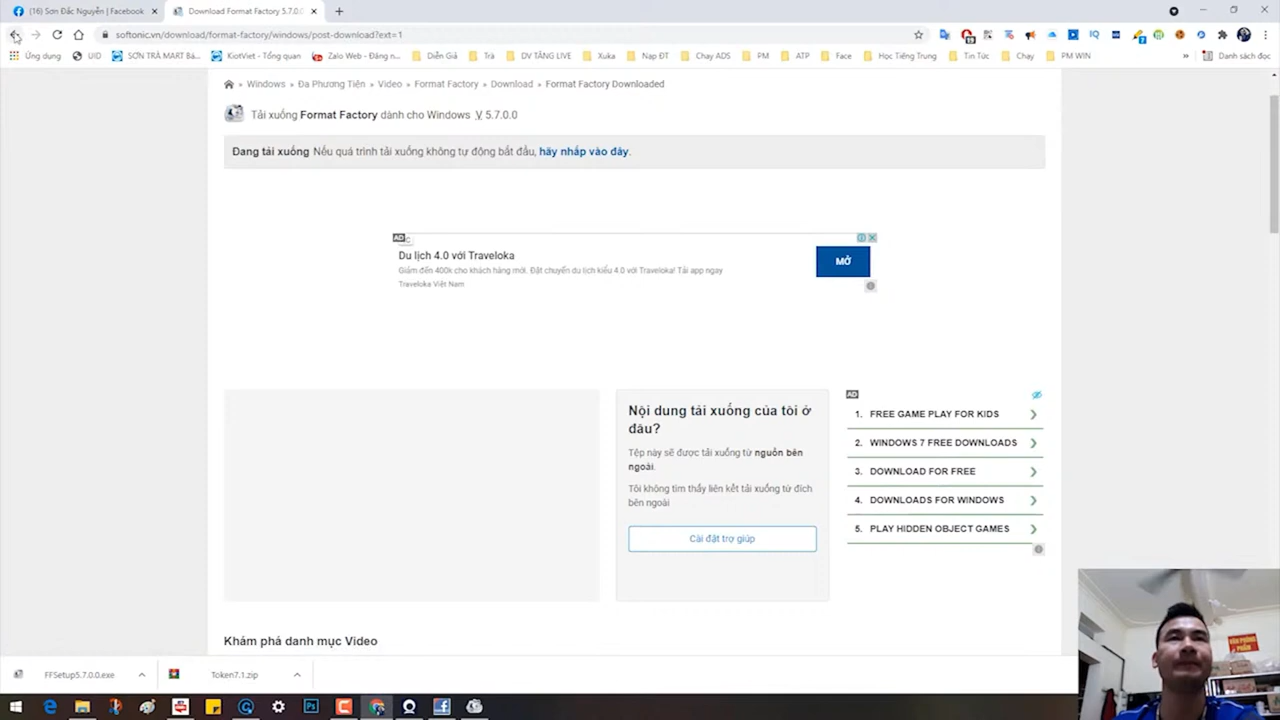 (16) Sơn Đắc Nguyễn | Facebook
Download Format Factory 5.7.0.0
softonic.vn/download/format-factory/windows/post-download?ext=1
Ứng dụng
UID
SƠN TRÀ MART Bá...
KiotViet - Tổng quan
Zalo Web - Đăng n...
Diễn Giả
Trà
DV TĂNG LIVE
Xuka
Nạp ĐT
Chạy ADS
PM
ATP
Face
Học Tiếng Trung
Tin Tức
Chay
PM WIN
»
Danh sách đọc
Windows » Đa Phương Tiện » Video » Format Factory » Download » Format Factory Downloaded
Tải xuống Format Factory dành cho Windows V 5.7.0.0
Đang tải xuống Nếu quá trình tải xuống không tự động bắt đầu, hãy nhấp vào đây.
AD
Du lịch 4.0 với Traveloka
Giảm đến 400k cho khách hàng mới. Đặt chuyến du lịch kiểu 4.0 với Traveloka! Tải app ngay
Traveloka Việt Nam
MỞ
Nội dung tải xuống của tôi ở
đâu?
Tệp này sẽ được tải xuống từ nguồn bên
ngoài.
Tôi không tìm thấy liên kết tải xuống từ đích
bên ngoài
Cài đặt trợ giúp
AD
1. FREE GAME PLAY FOR KIDS
2. WINDOWS 7 FREE DOWNLOADS
3. DOWNLOAD FOR FREE
4. DOWNLOADS FOR WINDOWS
5. PLAY HIDDEN OBJECT GAMES
Khám phá danh mục Video
VĂN PHÒNG
PHẨM
FFSetup5.7.0.0.exe
Token7.1.zip